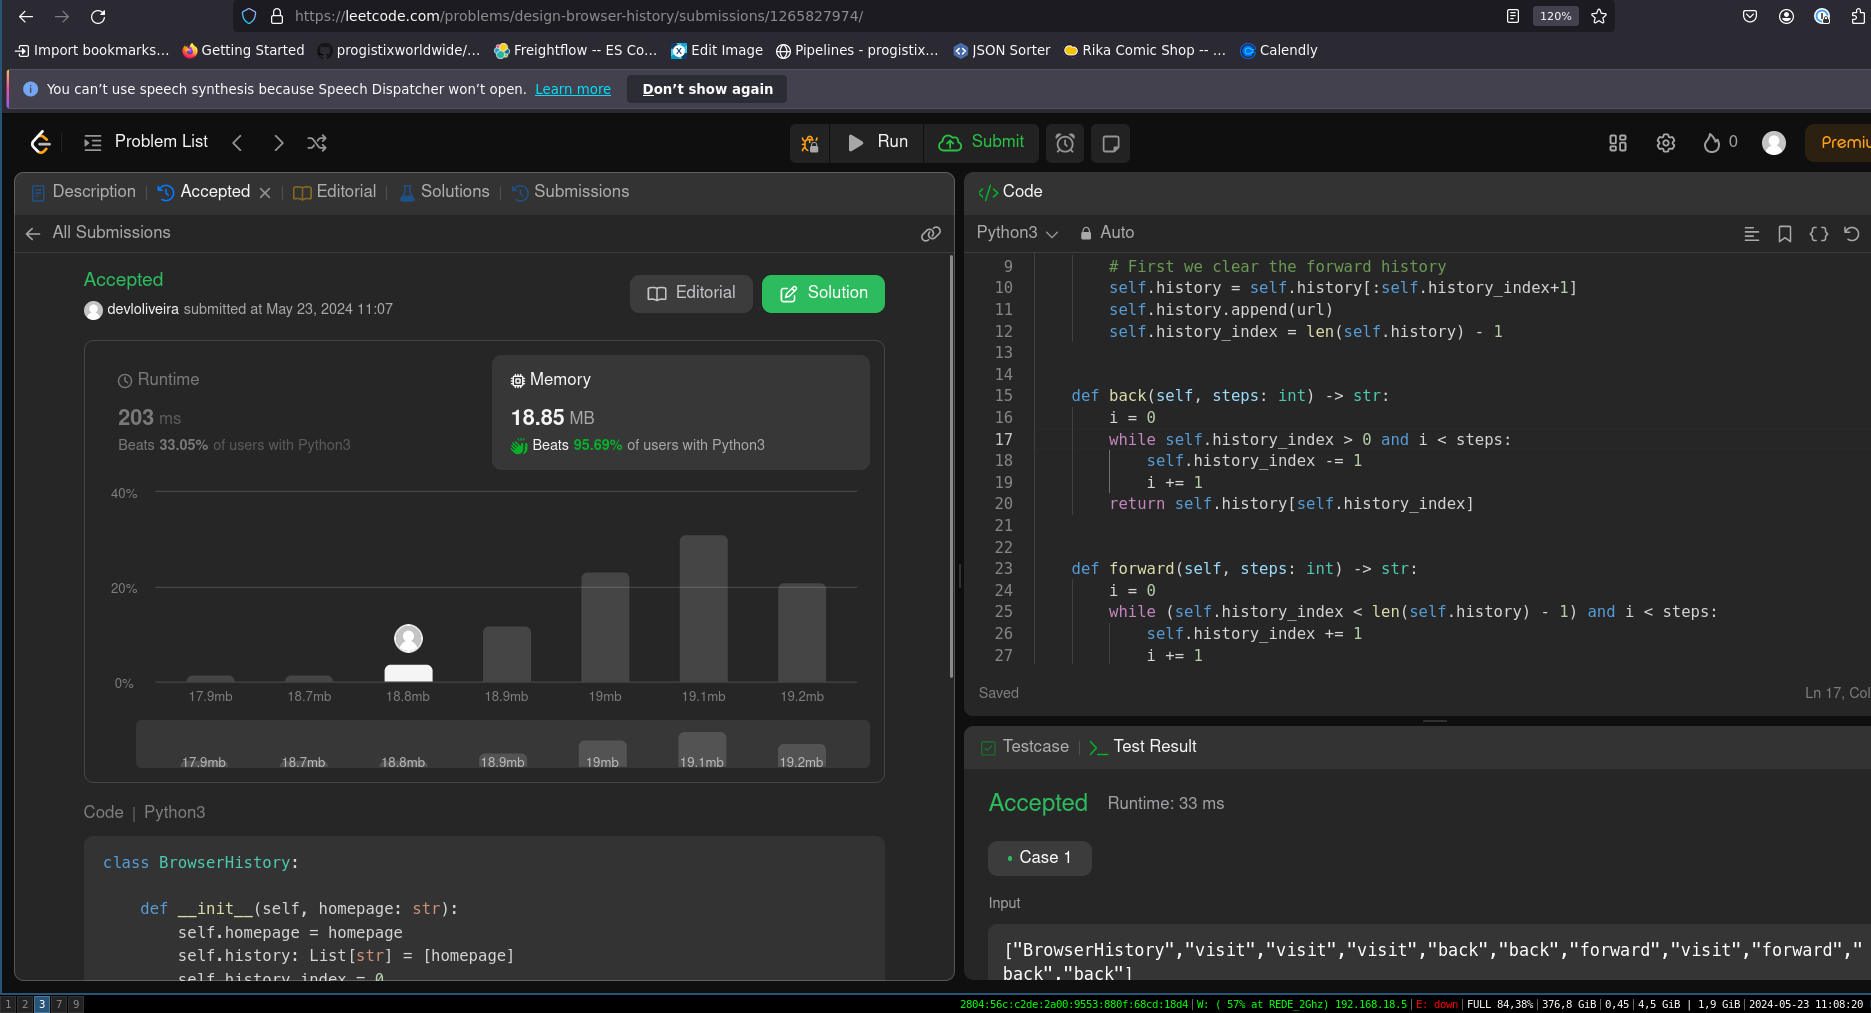 https://leetcode.com/problems/design-browser-history/submissions/1265827974/
120%
Import bookmarks... Getting Started progistixworldwide/... Freightflow -- ES Co... Edit Image Pipelines - progistix... JSON Sorter Rika Comic Shop -- ... Calendly
You can't use speech synthesis because Speech Dispatcher won't open. Learn more Don't show again
Problem List Run Submit 0 Premiu
Description Accepted Editorial Solutions Submissions
All Submissions
Accepted
devloliveira submitted at May 23, 2024 11:07
Editorial Solution
Runtime
203 ms
Beats 33.05% of users with Python3
Memory
18.85 MB
Beats 95.69% of users with Python3
40%
20%
0%
17.9mb 18.7mb 18.8mb 18.9mb 19mb 19.1mb 19.2mb
17.9mb 18.7mb 18.8mb 18.9mb 19mb 19.1mb 19.2mb
Code | Python3
class BrowserHistory:
def __init__(self, homepage: str):
self.homepage = homepage
self.history: List[str] = [homepage]
self.history_index = 0
</> Code
Python3 Auto
9 # First we clear the forward history
10 self.history = self.history[:self.history_index+1]
11 self.history.append(url)
12 self.history_index = len(self.history) - 1
13
14
15 def back(self, steps: int) -> str:
16 i = 0
17 while self.history_index > 0 and i < steps:
18 self.history_index -= 1
19 i += 1
20 return self.history[self.history_index]
21
22
23 def forward(self, steps: int) -> str:
24 i = 0
25 while (self.history_index < len(self.history) - 1) and i < steps:
26 self.history_index += 1
27 i += 1
Saved Ln 17, Col
Testcase Test Result
Accepted Runtime: 33 ms
Case 1
Input
["BrowserHistory","visit","visit","visit","back","back","forward","visit","forward","
back","back"]
1 2 3 7 9
2804:56c:c2de:2a00:9553:880f:68cd:18d4|W: ( 57% at REDE_2Ghz) 192.168.18.5|E: down|FULL 84,38%|376,8 GiB|0,45|4,5 GiB | 1,9 GiB|2024-05-23 11:08:20